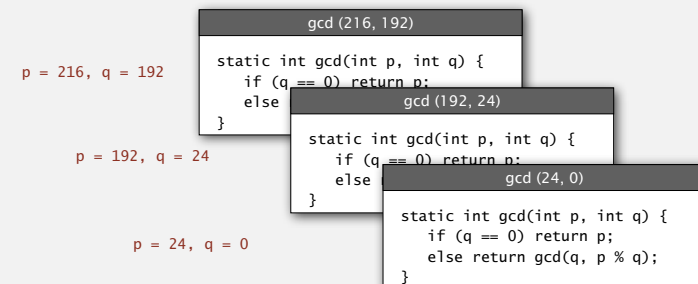 gcd (216, 192)
p = 216, q = 192
static int gcd(int p, int q) {
if (q == 0) return p;
else
}
gcd (192, 24)
p = 192, q = 24
static int gcd(int p, int q) {
if (q == 0) return p;
else
}
gcd (24, 0)
p = 24, q = 0
static int gcd(int p, int q) {
if (q == 0) return p;
else return gcd(q, p % q);
}